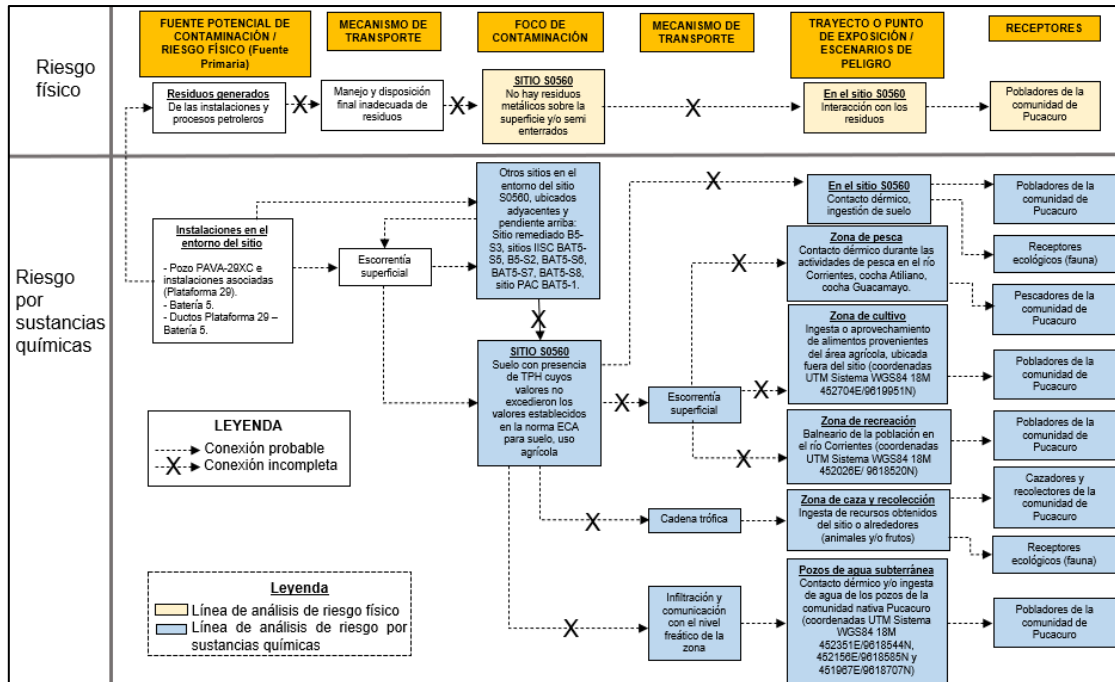 FUENTE POTENCIAL DE
CONTAMINACIÓN /
RIESGO FÍSICO (Fuente
Primaria)
MECANISMO DE
TRANSPORTE
FOCO DE
CONTAMINACIÓN
MECANISMO DE
TRANSPORTE
TRAYECTO O PUNTO
DE EXPOSICIÓN /
ESCENARIOS DE
PELIGRO
RECEPTORES
Riesgo
físico
Residuos generados
De las instalaciones y
procesos petroleros
Manejo y disposición
final inadecuada de
residuos
SITIO S0560
No hay residuos
metálicos sobre la
superficie y/o semi
enterrados
En el sitio S0560
Interacción con los
residuos
Pobladores de la
comunidad de
Pucacuro
X
X
X
Riesgo
por
sustancias
químicas
Instalaciones en el
entorno del sitio
- Pozo PAVA-29XC e
instalaciones asociadas
(Plataforma 29).
- Batería 5.
- Ductos Plataforma 29 –
Batería 5.
Escorrentía
superficial
Otros sitios en el
entorno del sitio
S0560, ubicados
adyacentes y
pendiente arriba:
Sitio remediado B5-
S3, sitios IISC BAT5-
S5, B5-S2, BAT5-S6,
BAT5-S7, BAT5-S8,
sitio PAC BAT5-1.
X
SITIO S0560
Suelo con presencia
de TPH cuyos
valores no
excedieron los
valores establecidos
en la norma ECA
para suelo, uso
agrícola
X
X
X
X
X
X
X
Escorrentía
superficial
Cadena trófica
Infiltración y
comunicación
con el nivel
freático de la
zona
En el sitio S0560
Contacto dérmico,
ingestión de suelo
Pobladores de la
comunidad de
Pucacuro
Receptores
ecológicos (fauna)
Zona de pesca
Contacto dérmico durante las
actividades de pesca en el río
Corrientes, cocha Atiliano,
cocha Guacamayo.
Pescadores de la
comunidad de
Pucacuro
Zona de cultivo
Ingesta o aprovechamiento
de alimentos provenientes
del área agrícola, ubicada
fuera del sitio (coordenadas
UTM Sistema WGS84 18M
452704E/9619951N)
Pobladores de la
comunidad de
Pucacuro
Zona de recreación
Balneario de la población en
el río Corrientes (coordenadas
UTM Sistema WGS84 18M
452026E/ 9618520N)
Pobladores de la
comunidad de
Pucacuro
Zona de caza y recolección
Ingesta de recursos obtenidos
del sitio o alrededores
(animales y/o frutos)
Cazadores y
recolectores de la
comunidad de
Pucacuro
Receptores
ecológicos (fauna)
Pozos de agua subterránea
Contacto dérmico y/o ingesta
de agua de los pozos de la
comunidad nativa Pucacuro
(coordenadas UTM Sistema
WGS84 18M
452351E/9618544N,
452156E/9618585N y
451967E/9618707N)
Pobladores de la
comunidad de
Pucacuro
LEYENDA
Conexión probable
X Conexión incompleta
Leyenda
Línea de análisis de riesgo físico
Línea de análisis de riesgo por
sustancias químicas